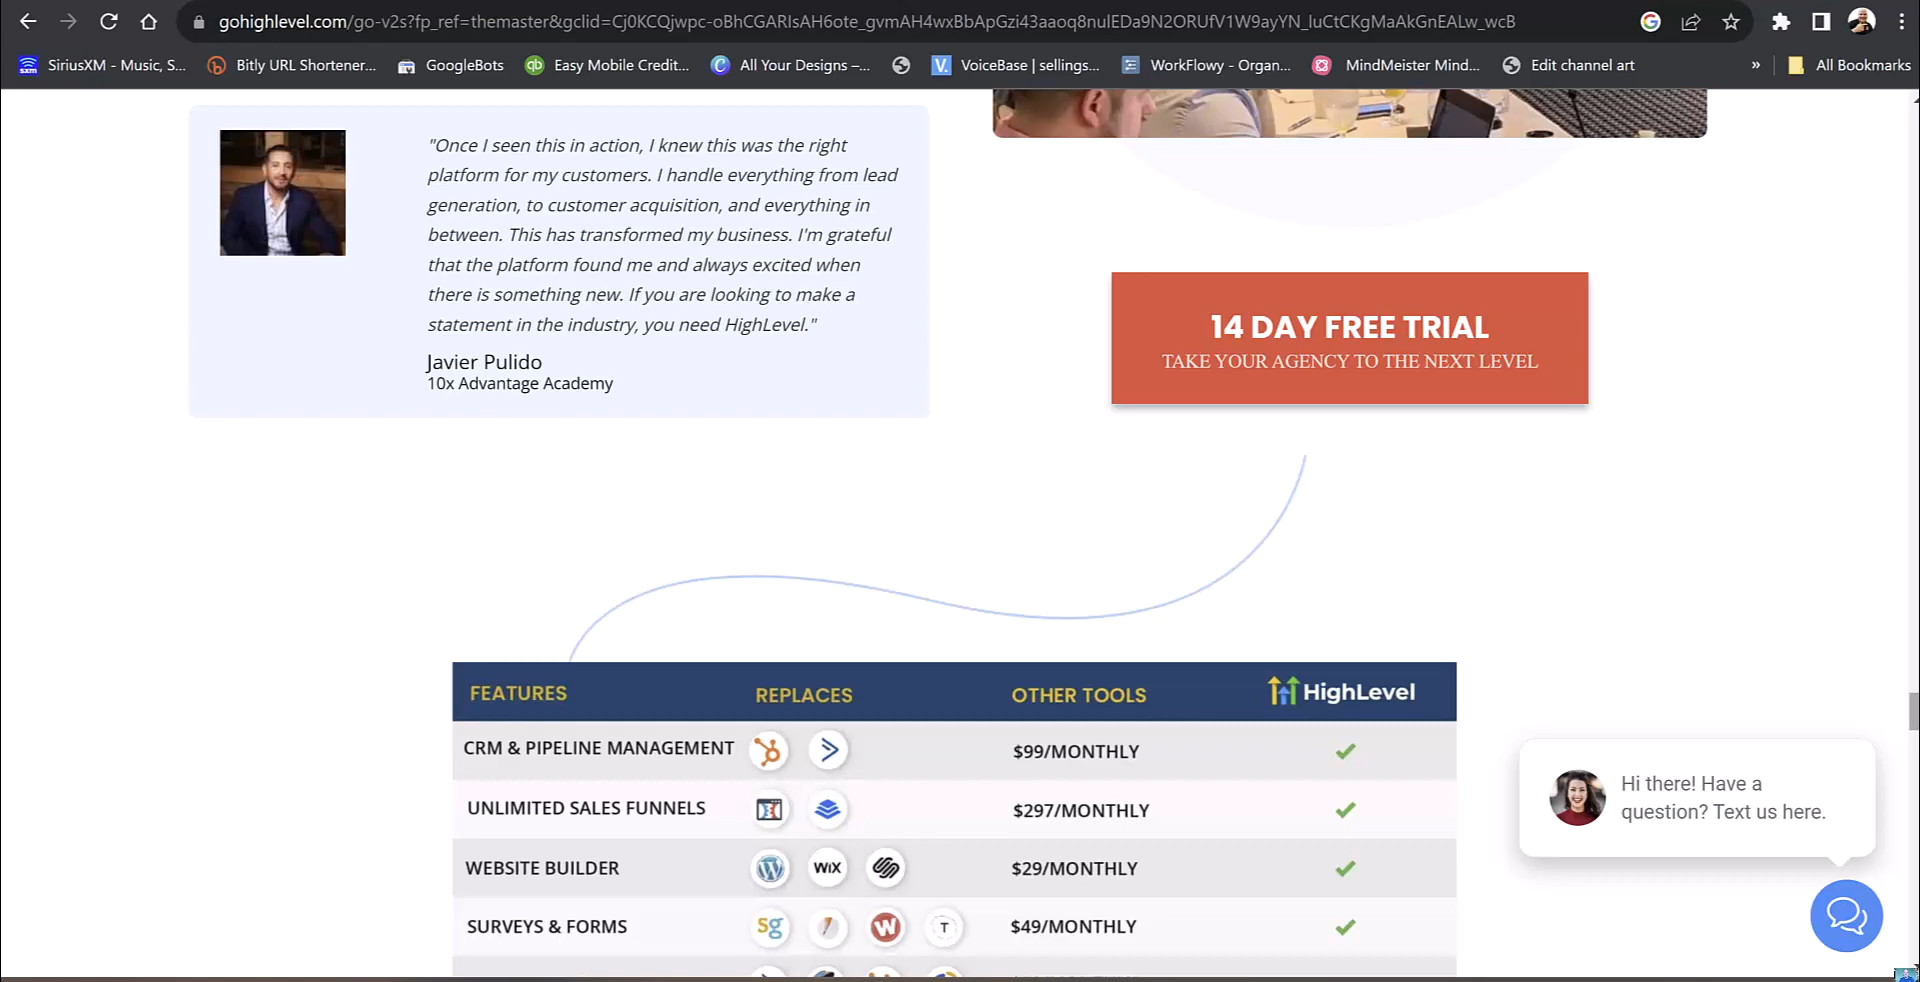 gohighlevel.com/go-v2s?fp_ref=themaster&gclid=Cj0KCQjwpc-oBhCGARIsAH6ote_gvmAH4wxBbApGzi43aaoq8nulEDa9N2ORUfV1W9ayYN_luCtCKgMaAkGnEALw_wcB
SiriusXM - Music, S... Bitly URL Shortener... GoogleBots Easy Mobile Credit... All Your Designs –... VoiceBase | sellings... WorkFlowy - Organ... MindMeister Mind... Edit channel art » All Bookmarks
"Once I seen this in action, I knew this was the right
platform for my customers. I handle everything from lead
generation, to customer acquisition, and everything in
between. This has transformed my business. I'm grateful
that the platform found me and always excited when
there is something new. If you are looking to make a
statement in the industry, you need HighLevel."
Javier Pulido
10x Advantage Academy
14 DAY FREE TRIAL
TAKE YOUR AGENCY TO THE NEXT LEVEL
FEATURES REPLACES OTHER TOOLS HighLevel
CRM & PIPELINE MANAGEMENT $99/MONTHLY
UNLIMITED SALES FUNNELS $297/MONTHLY
WEBSITE BUILDER WiX $29/MONTHLY
SURVEYS & FORMS sg W T $49/MONTHLY
Hi there! Have a
question? Text us here.